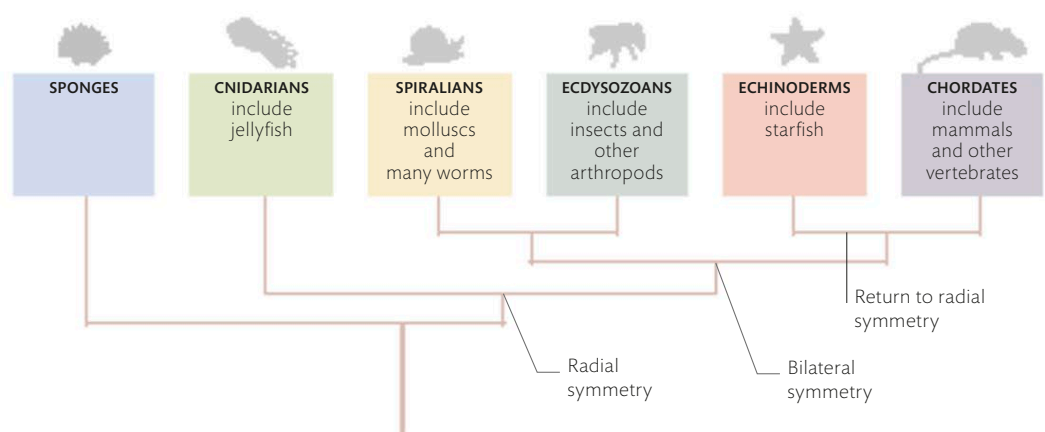 SPONGES
CNIDARIANS
include
jellyfish
SPIRALIANS
include
molluscs
and
many worms
ECDYSOZOANS
include
insects and
other
arthropods
ECHINODERMS
include
starfish
CHORDATES
include
mammals
and other
vertebrates
Return to radial
symmetry
Radial
symmetry
Bilateral
symmetry